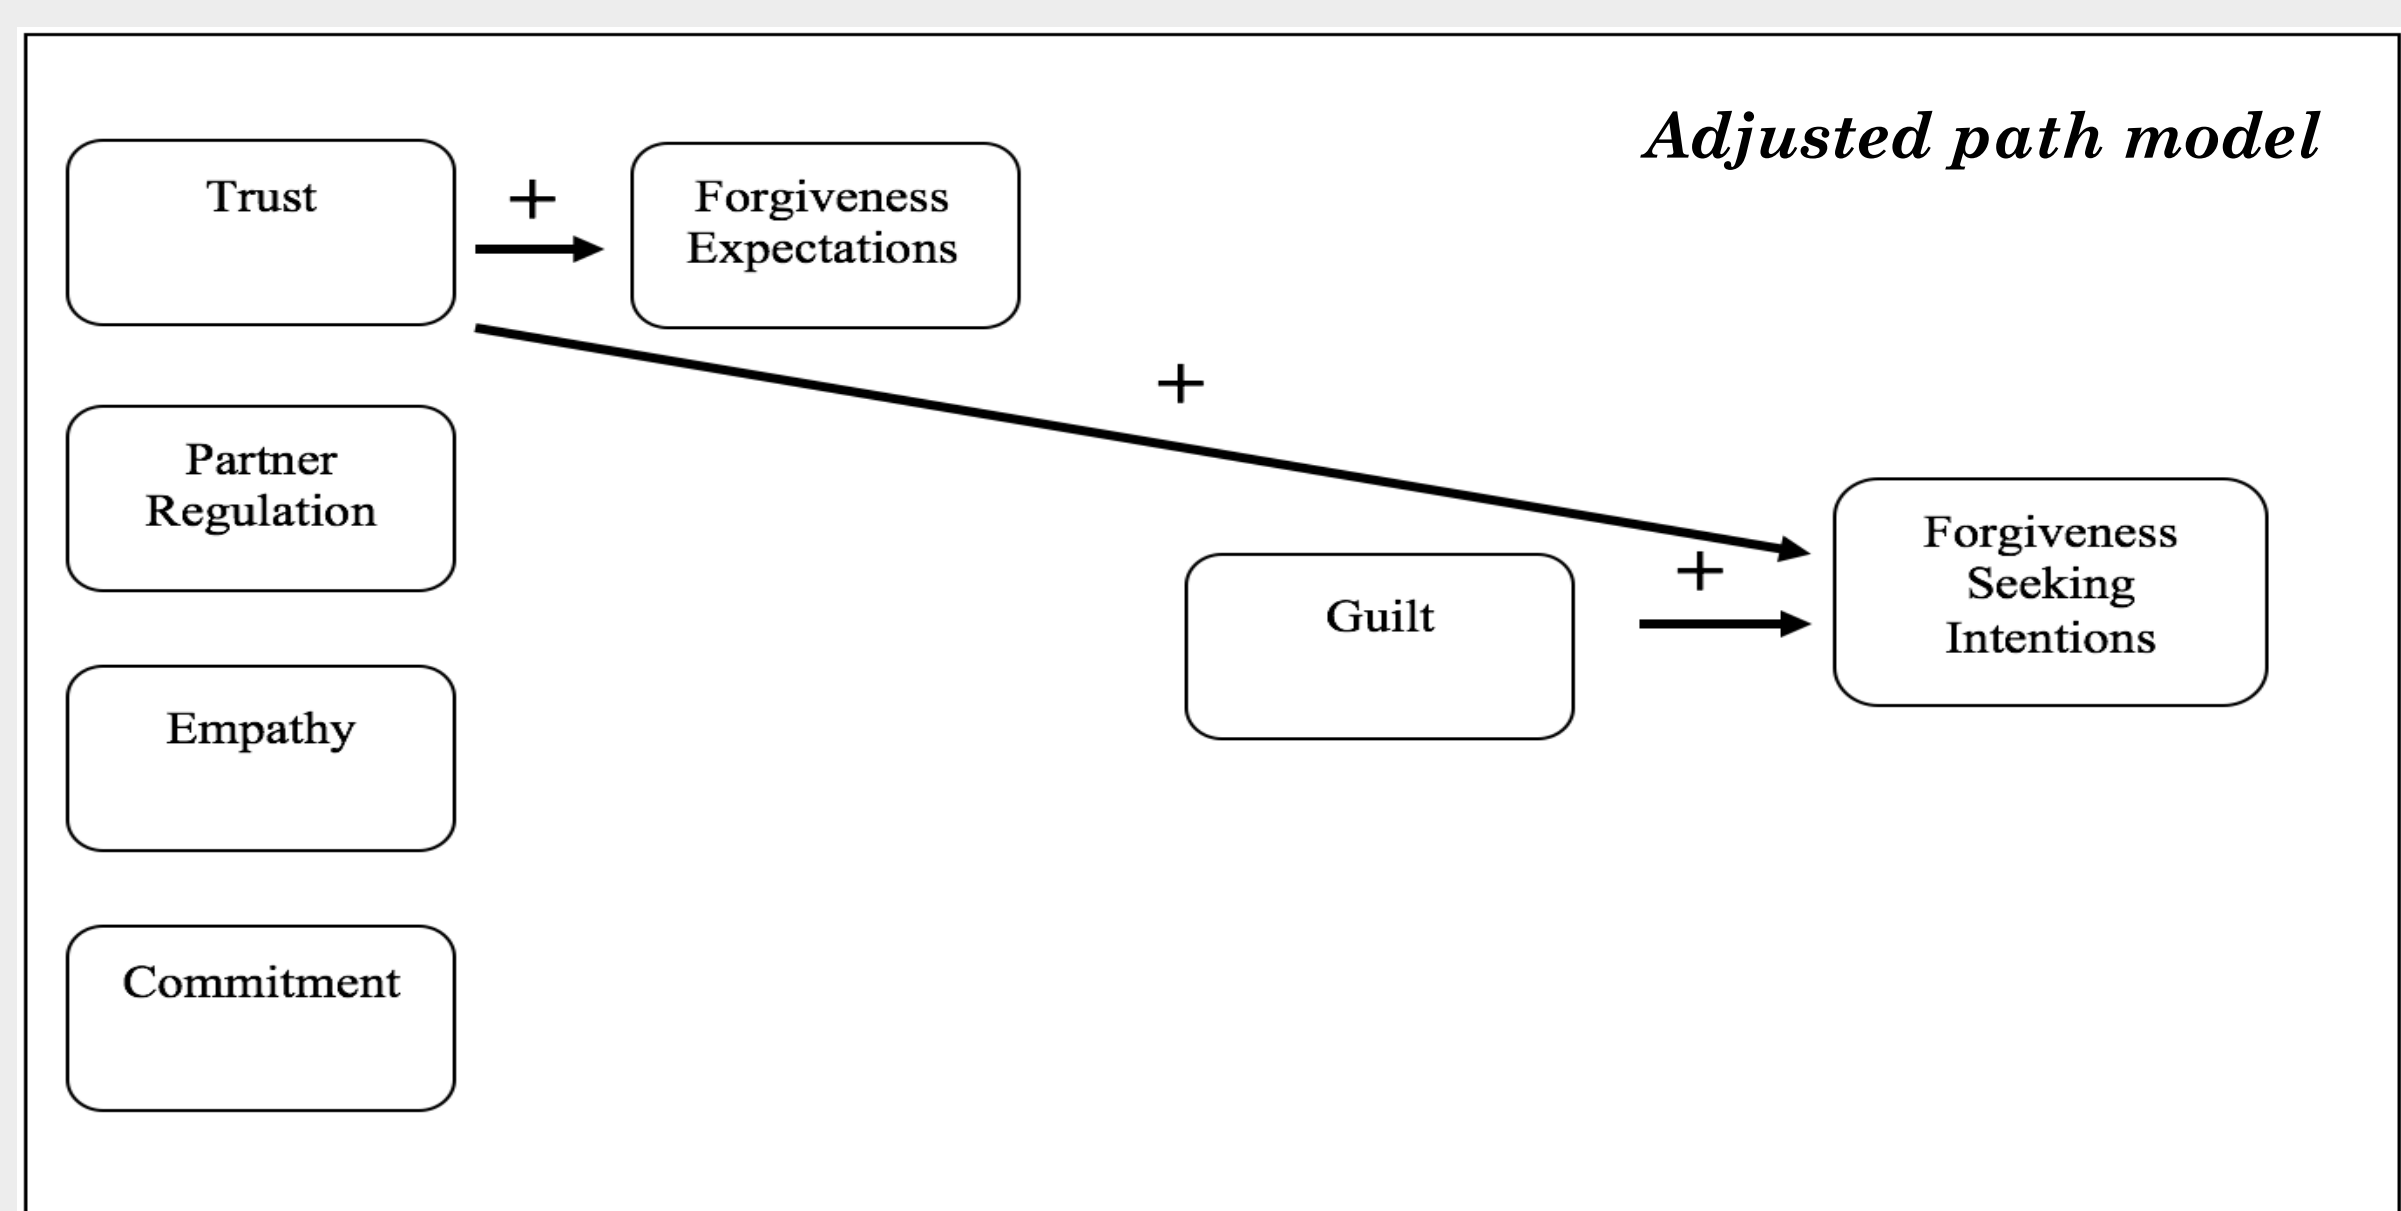 Adjusted path model
Trust
+
Forgiveness
Expectations
+
Partner
Regulation
Forgiveness
Seeking
Intentions
+
Guilt
Empathy
Commitment